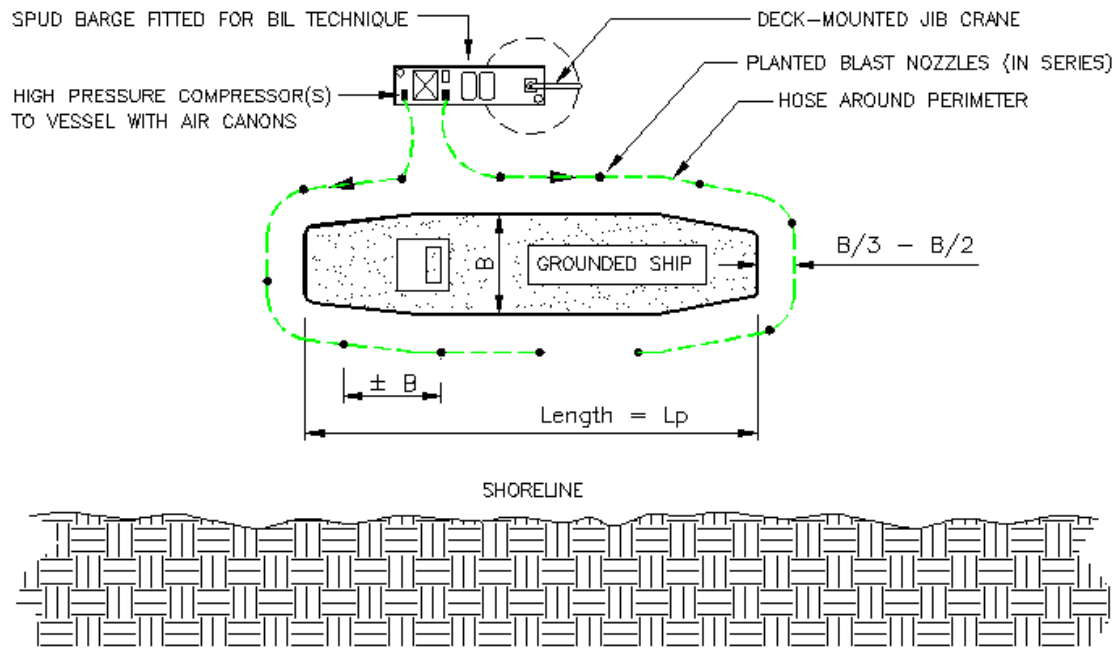 SPUD BARGE FITTED FOR BIL TECHNIQUE
DECK-MOUNTED JIB CRANE
PLANTED BLAST NOZZLES (IN SERIES)
HIGH PRESSURE COMPRESSOR(S)
TO VESSEL WITH AIR CANONS
HOSE AROUND PERIMETER
B/3 - B/2
B
GROUNDED SHIP
± B
Length = Lp
SHORELINE